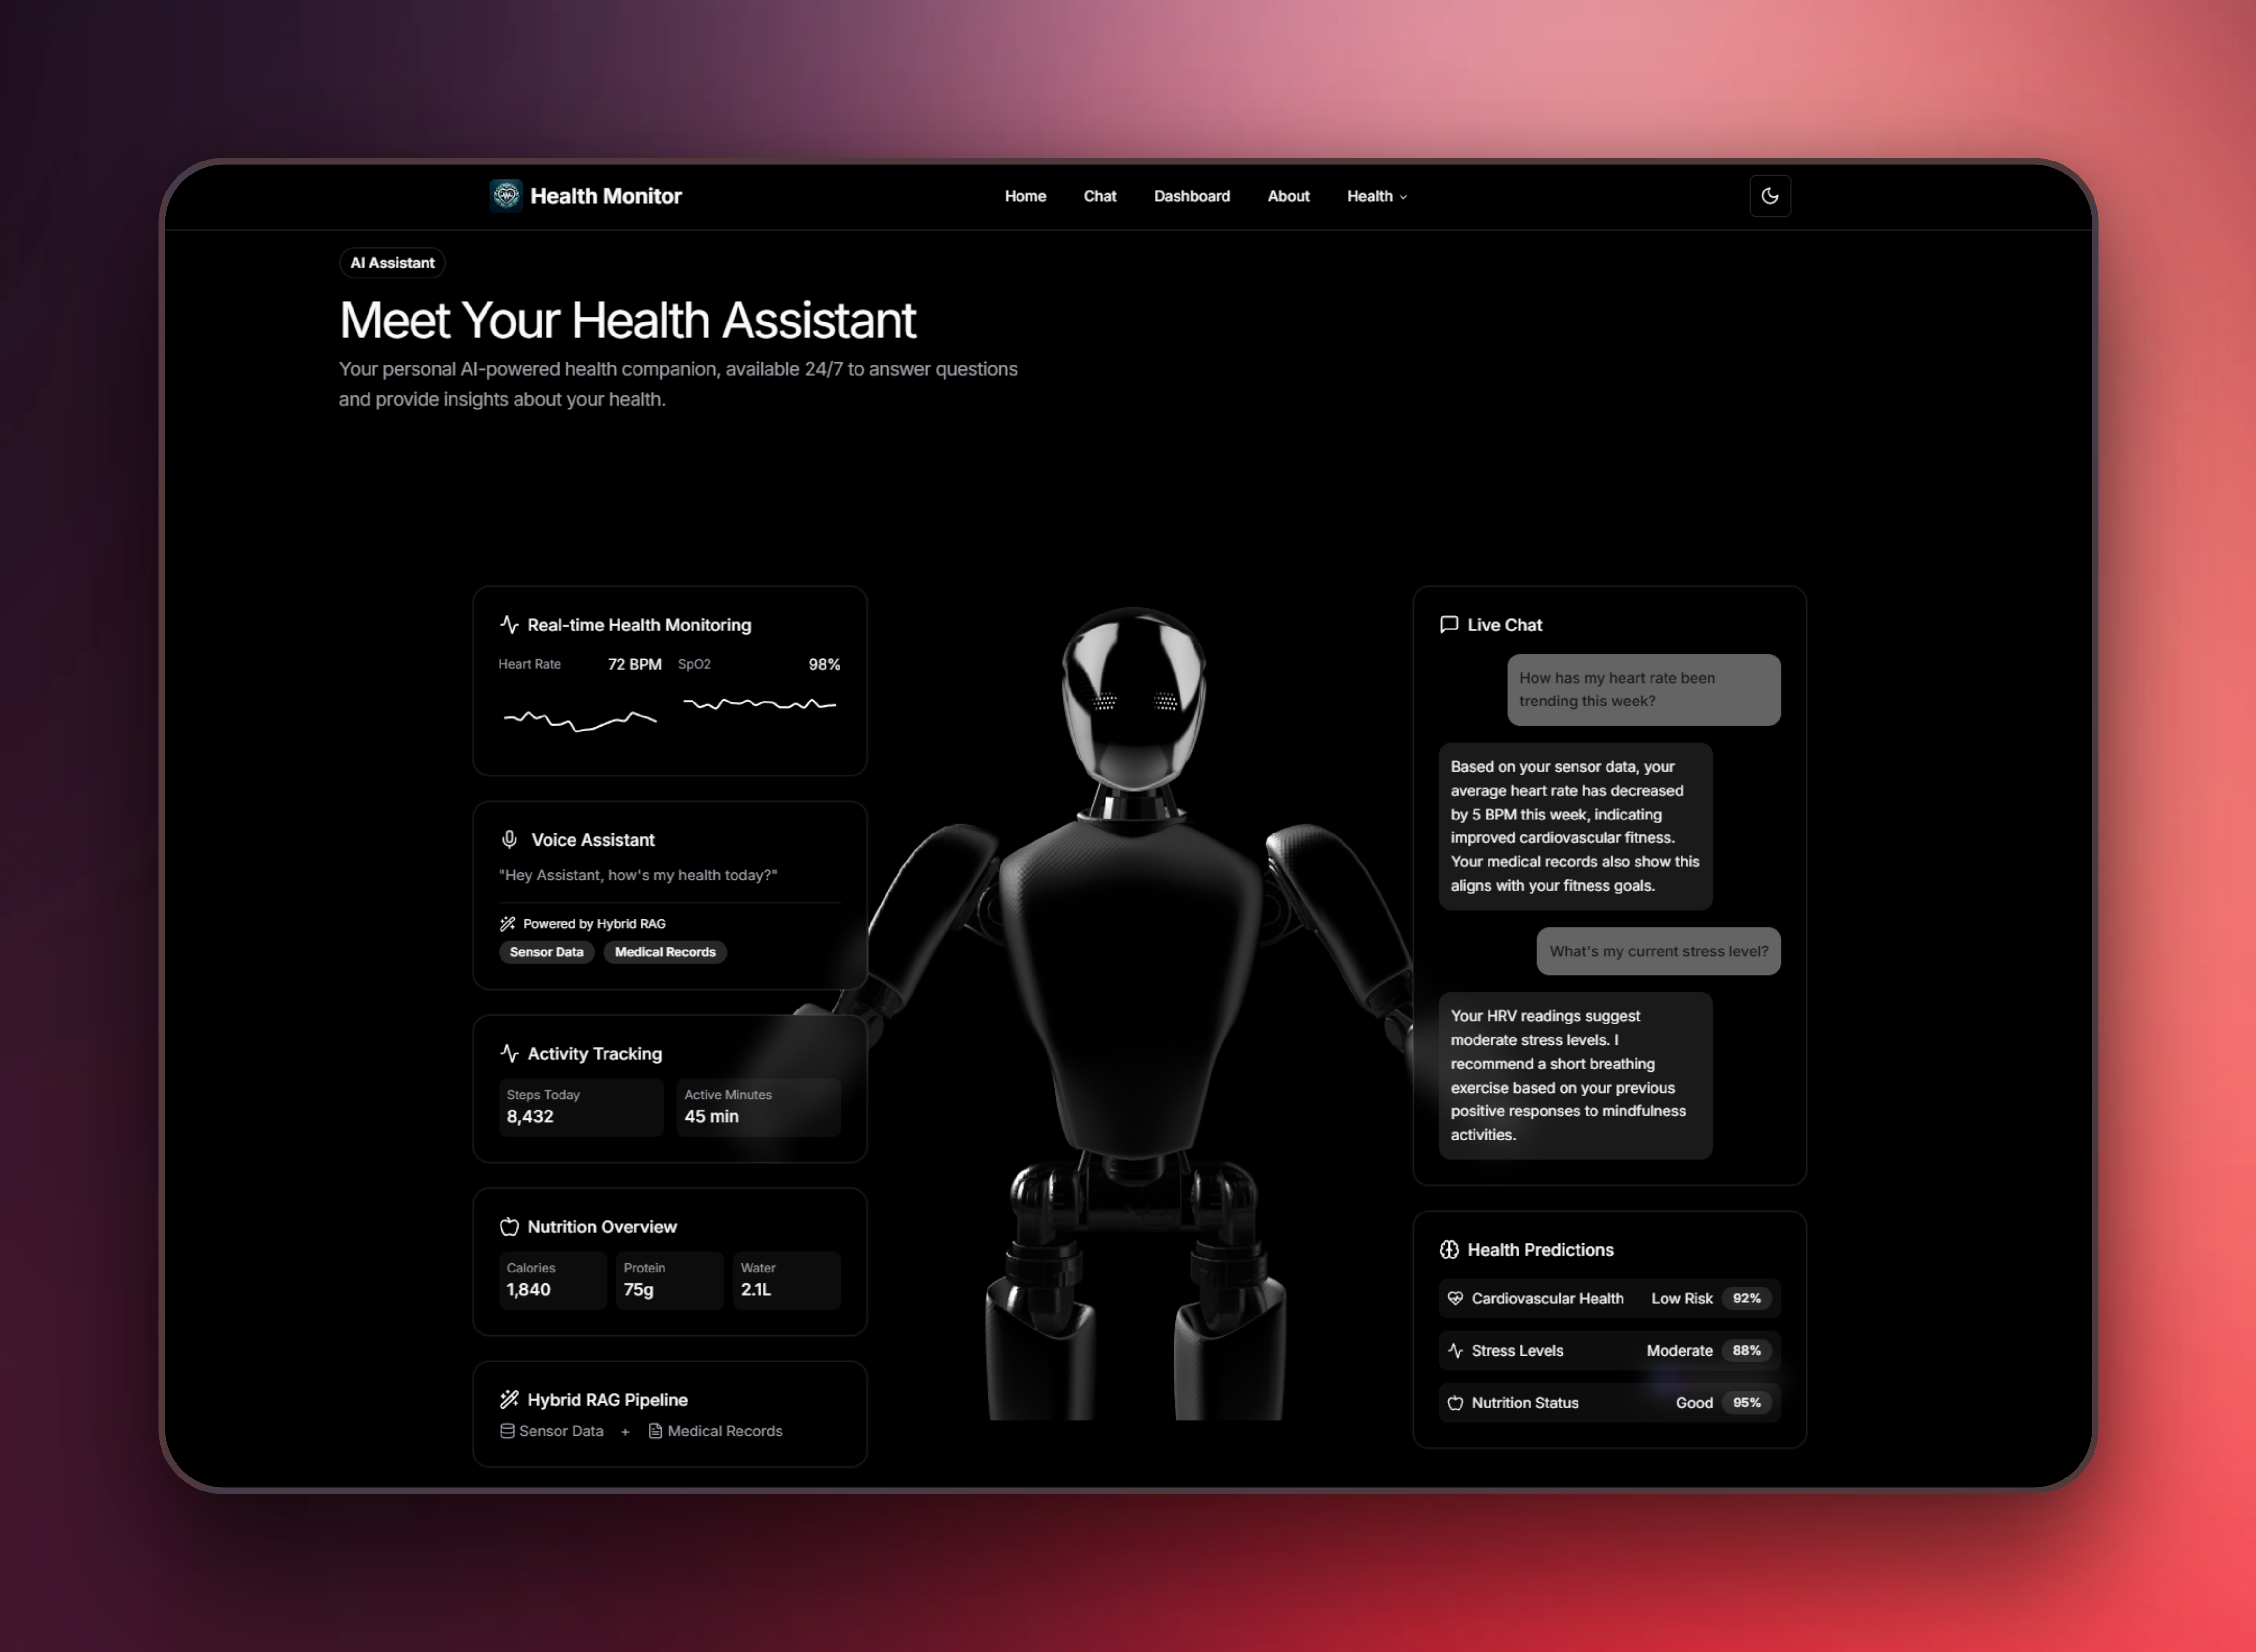 Health Monitor
Home
Chat
Dashboard
About
Health
AI Assistant
Meet Your Health Assistant
Your personal AI-powered health companion, available 24/7 to answer questions
and provide insights about your health.
Real-time Health Monitoring
Heart Rate 72 BPM SpO2 98%
Voice Assistant
"Hey Assistant, how's my health today?"
Powered by Hybrid RAG
Sensor Data Medical Records
Activity Tracking
Steps Today
8,432
Active Minutes
45 min
Nutrition Overview
Calories
1,840
Protein
75g
Water
2.1L
Hybrid RAG Pipeline
Sensor Data + Medical Records
Live Chat
How has my heart rate been
trending this week?
Based on your sensor data, your
average heart rate has decreased
by 5 BPM this week, indicating
improved cardiovascular fitness.
Your medical records also show this
aligns with your fitness goals.
What's my current stress level?
Your HRV readings suggest
moderate stress levels. I
recommend a short breathing
exercise based on your previous
positive responses to mindfulness
activities.
Health Predictions
Cardiovascular Health Low Risk 92%
Stress Levels Moderate 88%
Nutrition Status Good 95%